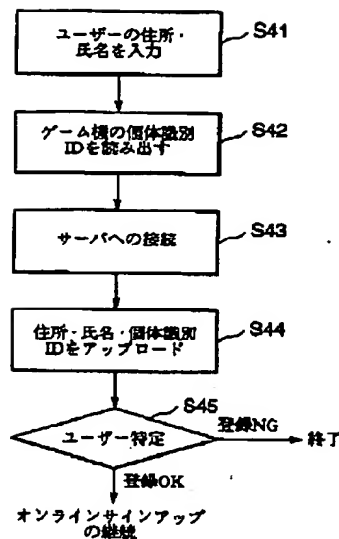 ユーザーの住所・
氏名を入力
S41
ゲーム機の個体識別
IDを読み出す
S42
サーバへの接続
S43
住所・氏名・個体識別
IDをアップロード
S44
S45
ユーザー特定
登録NG
終了
登録OK
オンラインサインアップ
の継続